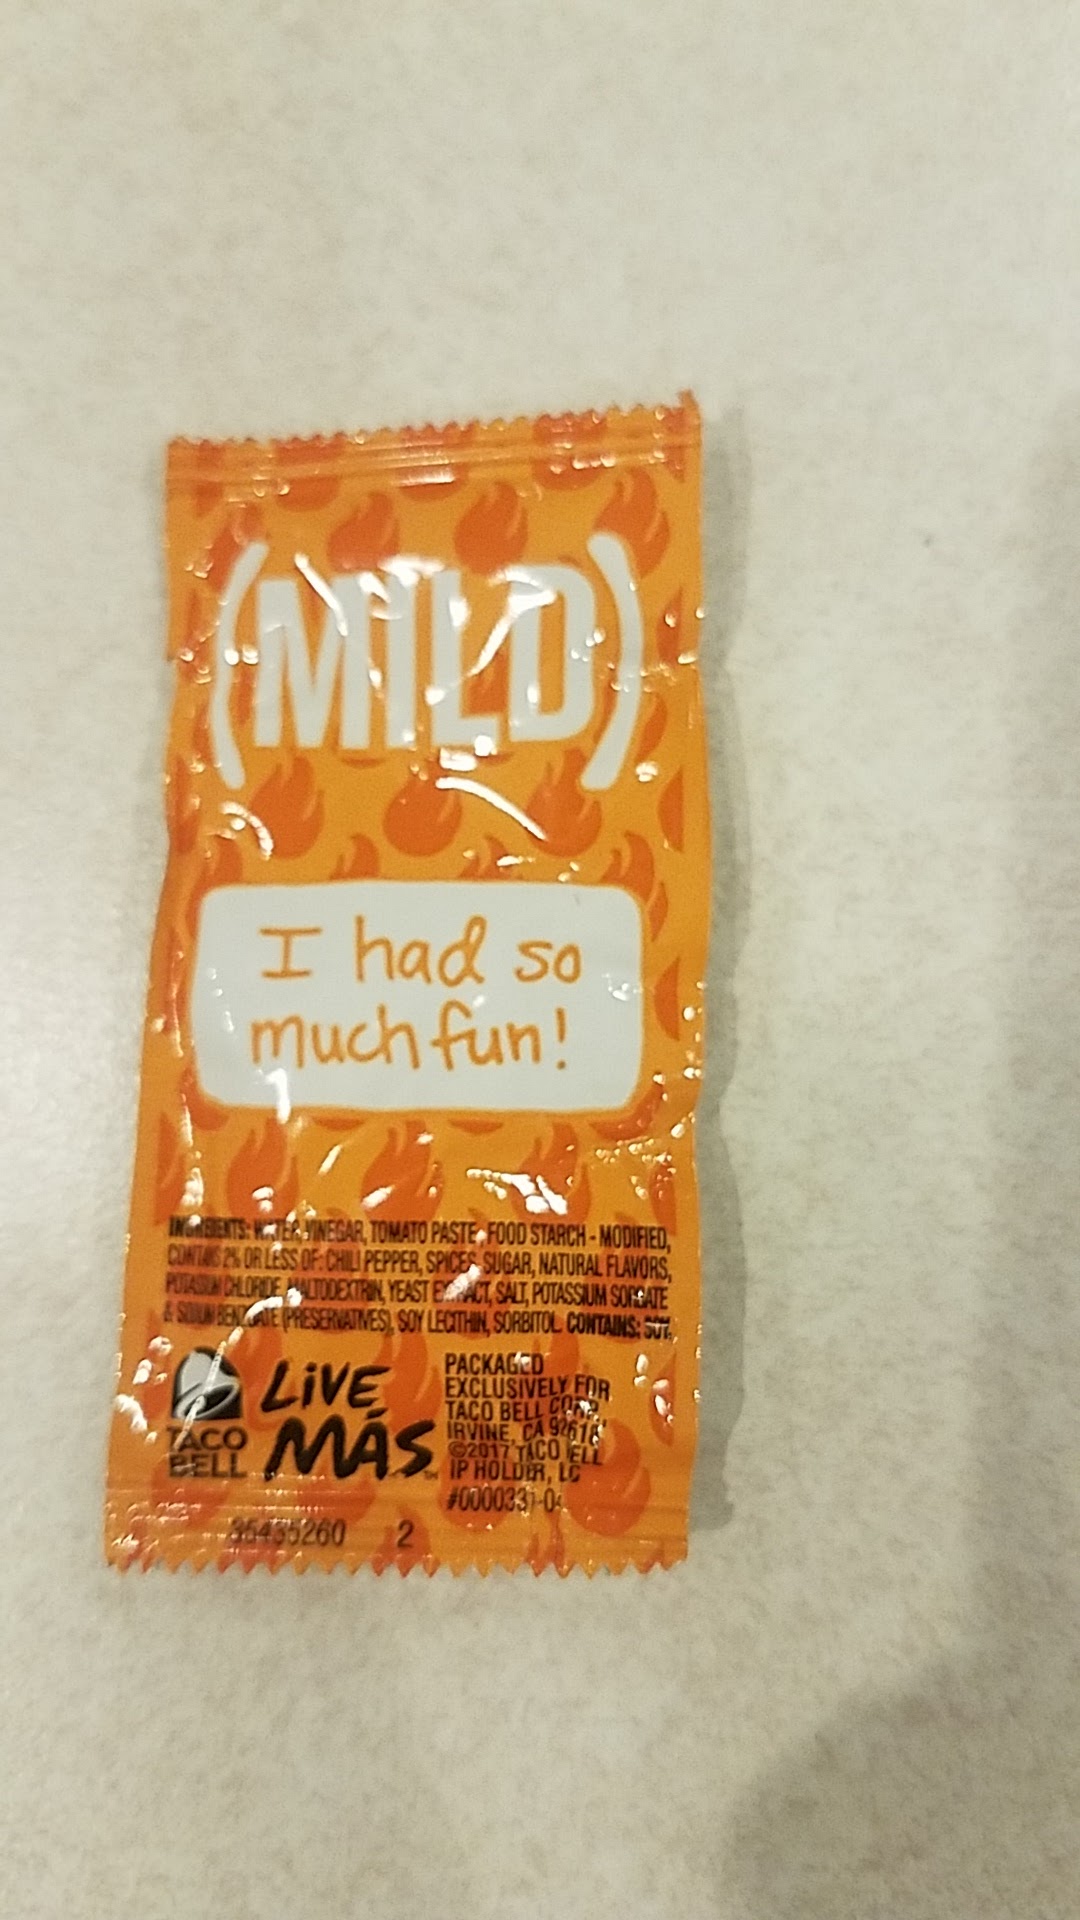 (MILD)
I had so
much fun!
INGREDIENTS: WATER, VINEGAR, TOMATO PASTE, FOOD STARCH - MODIFIED,
CONTAINS 2% OR LESS OF: CHILI PEPPER, SPICES, SUGAR, NATURAL FLAVORS,
POTASSIUM CHLORIDE, MALTODEXTRIN, YEAST EXTRACT, SALT, POTASSIUM SORBATE
& SODIUM BENZOATE (PRESERVATIVES), SOY LECITHIN, SORBITOL. CONTAINS: SOY.
TACO
BELL
LiVE
MÁS™
PACKAGED
EXCLUSIVELY FOR
TACO BELL CORP.
IRVINE, CA 92618
©2017 TACO BELL
IP HOLDER, LLC
2